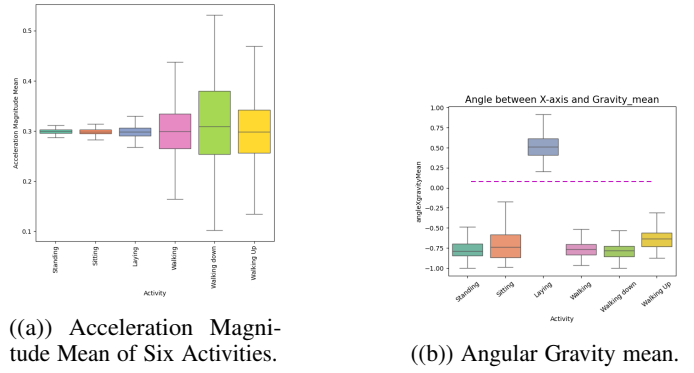 0.5
0.4
0.3
0.2
0.1
Acceleration Magnitude Mean
Standing
Sitting
Laying
Walking
Walking down
Walking Up
Activity
((a)) Acceleration Magni-
tude Mean of Six Activities.
Angle between X-axis and Gravity_mean
1.00
0.75
0.50
0.25
0.00
−0.25
−0.50
−0.75
−1.00
angleXgravityMean
Standing
Sitting
Laying
Walking
Walking down
Walking Up
Activity
((b)) Angular Gravity mean.